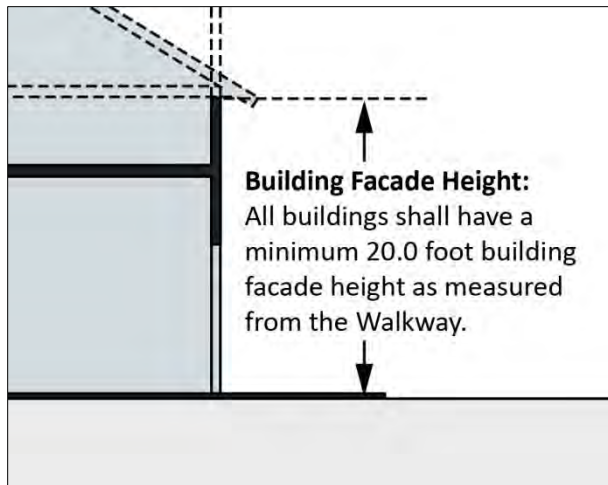 Building Facade Height:
All buildings shall have a
minimum 20.0 foot building
facade height as measured
from the Walkway.